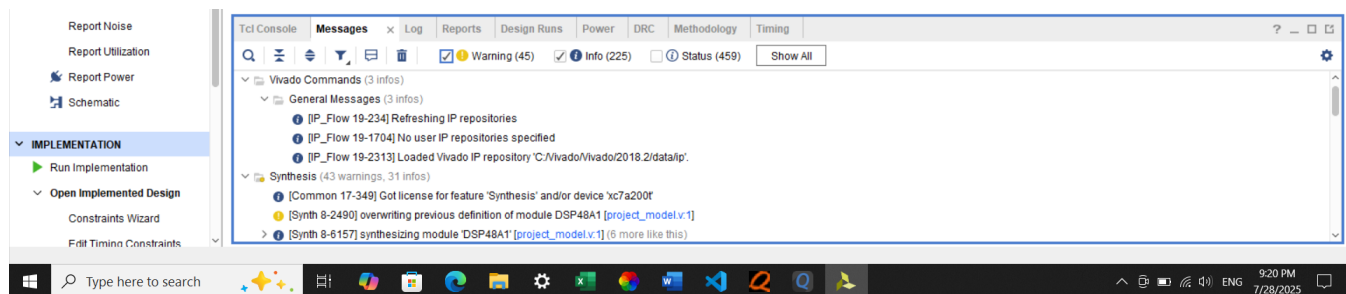 Report Noise
Report Utilization
Report Power
Schematic
IMPLEMENTATION
Run Implementation
Open Implemented Design
Constraints Wizard
Edit Timing Constraints
Tcl Console Messages × Log Reports Design Runs Power DRC Methodology Timing ? _
Warning (45) Info (225) Status (459) Show All
Vivado Commands (3 infos)
General Messages (3 infos)
[IP_Flow 19-234] Refreshing IP repositories
[IP_Flow 19-1704] No user IP repositories specified
[IP_Flow 19-2313] Loaded Vivado IP repository 'C:/Vivado/Vivado/2018.2/data/ip'.
Synthesis (43 warnings, 31 infos)
[Common 17-349] Got license for feature 'Synthesis' and/or device 'xc7a200t'
[Synth 8-2490] overwriting previous definition of module DSP48A1 [project_model.v:1]
[Synth 8-6157] synthesizing module 'DSP48A1' [project_model.v:1] (6 more like this)
Type here to search
ENG
9:20 PM
7/28/2025